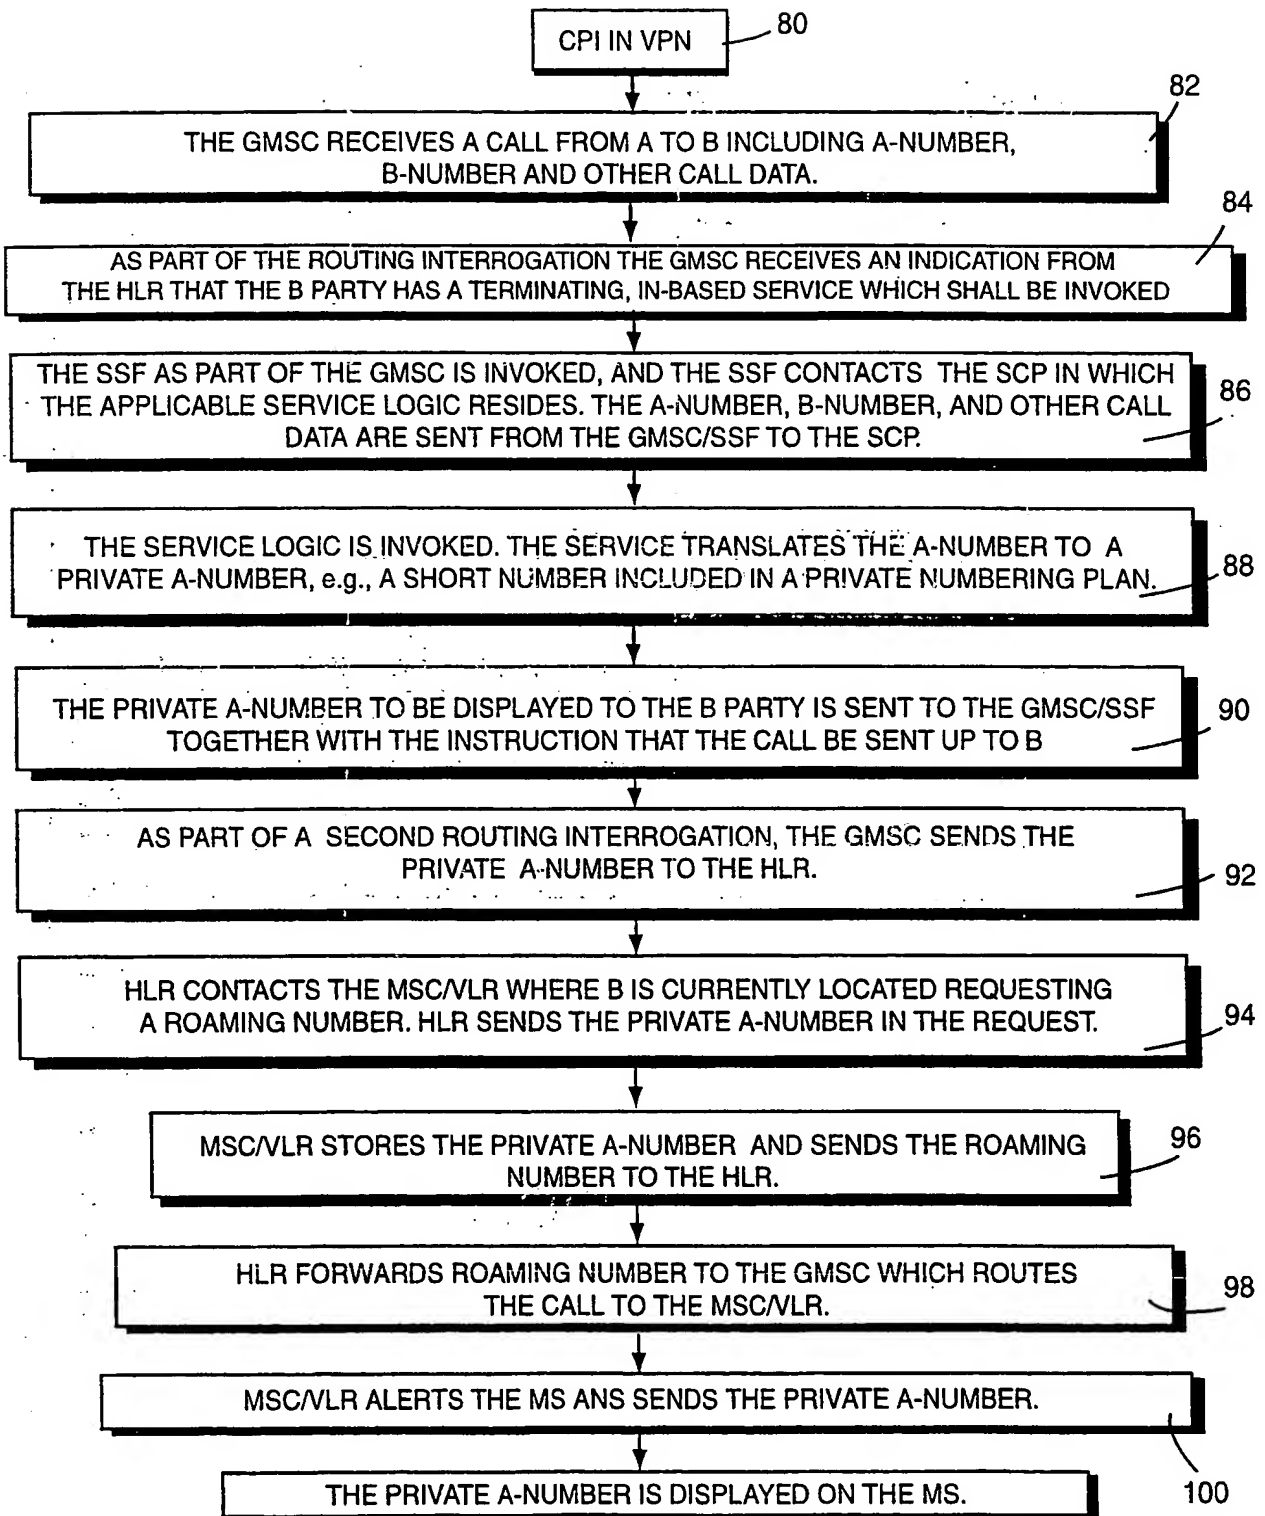 CPI IN VPN
80
82
THE GMSC RECEIVES A CALL FROM A TO B INCLUDING A-NUMBER,
B-NUMBER AND OTHER CALL DATA.
84
AS PART OF THE ROUTING INTERROGATION THE GMSC RECEIVES AN INDICATION FROM
THE HLR THAT THE B PARTY HAS A TERMINATING, IN-BASED SERVICE WHICH SHALL BE INVOKED
THE SSF AS PART OF THE GMSC IS INVOKED, AND THE SSF CONTACTS THE SCP IN WHICH
THE APPLICABLE SERVICE LOGIC RESIDES. THE A-NUMBER, B-NUMBER, AND OTHER CALL
DATA ARE SENT FROM THE GMSC/SSF TO THE SCP.
86
THE SERVICE LOGIC IS INVOKED. THE SERVICE TRANSLATES THE A-NUMBER TO A
PRIVATE A-NUMBER, e.g., A SHORT NUMBER INCLUDED IN A PRIVATE NUMBERING PLAN.
88
THE PRIVATE A-NUMBER TO BE DISPLAYED TO THE B PARTY IS SENT TO THE GMSC/SSF
TOGETHER WITH THE INSTRUCTION THAT THE CALL BE SENT UP TO B
90
AS PART OF A SECOND ROUTING INTERROGATION, THE GMSC SENDS THE
PRIVATE A-NUMBER TO THE HLR.
92
HLR CONTACTS THE MSC/VLR WHERE B IS CURRENTLY LOCATED REQUESTING
A ROAMING NUMBER. HLR SENDS THE PRIVATE A-NUMBER IN THE REQUEST.
94
MSC/VLR STORES THE PRIVATE A-NUMBER AND SENDS THE ROAMING
NUMBER TO THE HLR.
96
HLR FORWARDS ROAMING NUMBER TO THE GMSC WHICH ROUTES
THE CALL TO THE MSC/VLR.
98
MSC/VLR ALERTS THE MS ANS SENDS THE PRIVATE A-NUMBER.
100
THE PRIVATE A-NUMBER IS DISPLAYED ON THE MS.